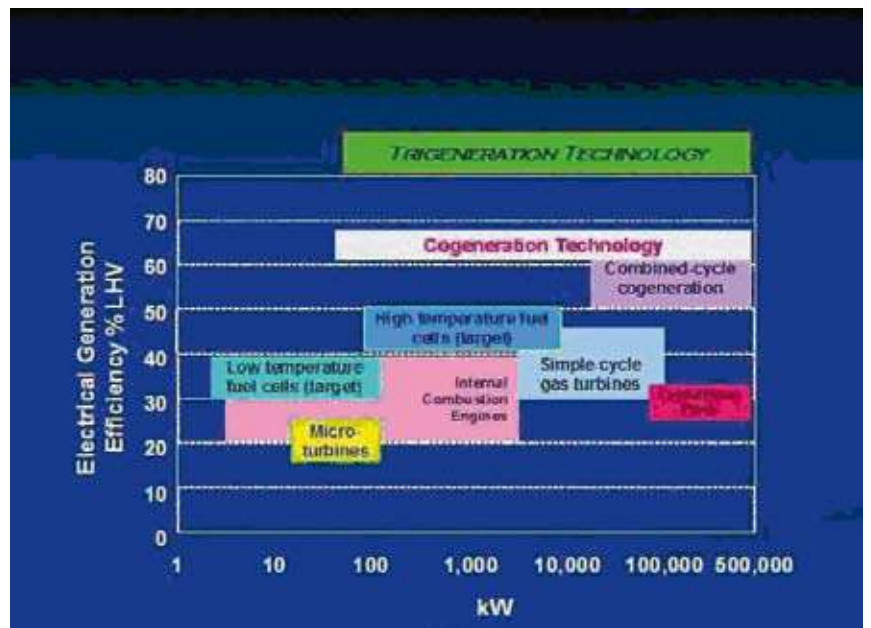 TRIGENERATION TECHNOLOGY
80
70
60
50
40
30
20
10
0
Electrical Generation
Efficiency % LHV
Cogeneration Technology
Combined-cycle
cogeneration
High temperature fuel
cells (target)
Low temperature
fuel cells (target)
Internal
Combustion
Engines
Simple-cycle
gas turbines
Micro-
turbines
1
10
100
1,000
10,000
100,000
500,000
kW